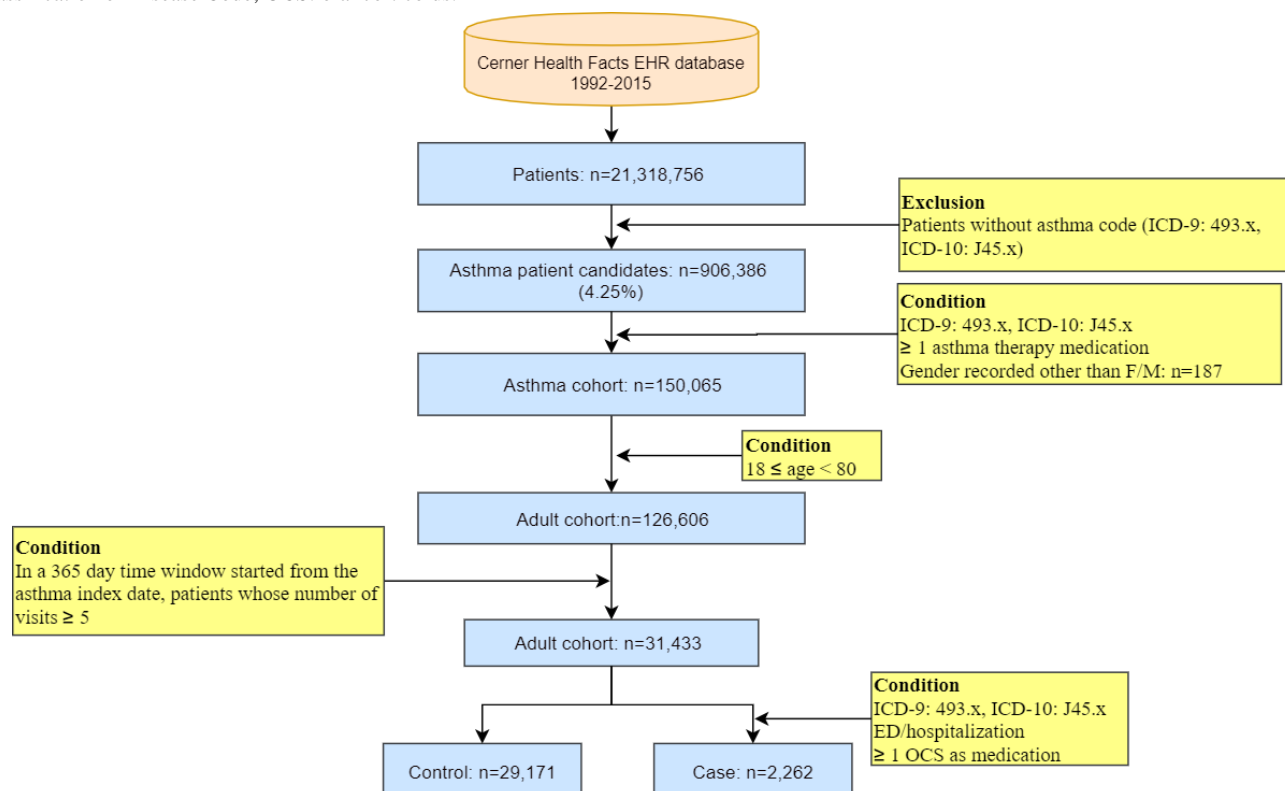 Cerner Health Facts EHR database
1992-2015
Patients: n=21,318,756
Exclusion
Patients without asthma code (ICD-9: 493.x,
ICD-10: J45.x)
Asthma patient candidates: n=906,386
(4.25%)
Condition
ICD-9: 493.x, ICD-10: J45.x
≥ 1 asthma therapy medication
Gender recorded other than F/M: n=187
Asthma cohort: n=150,065
Condition
18 ≤ age < 80
Adult cohort:n=126,606
Condition
In a 365 day time window started from the
asthma index date, patients whose number of
visits ≥ 5
Adult cohort: n=31,433
Condition
ICD-9: 493.x, ICD-10: J45.x
ED/hospitalization
≥ 1 OCS as medication
Control: n=29,171
Case: n=2,262